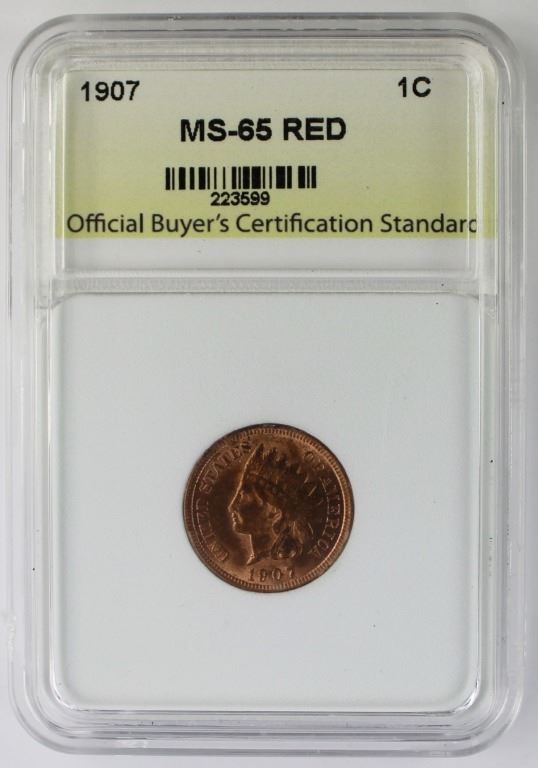 1907 1C
MS-65 RED
223599
Official Buyer's Certification Standard
UNITED STATES OF AMERICA
1907